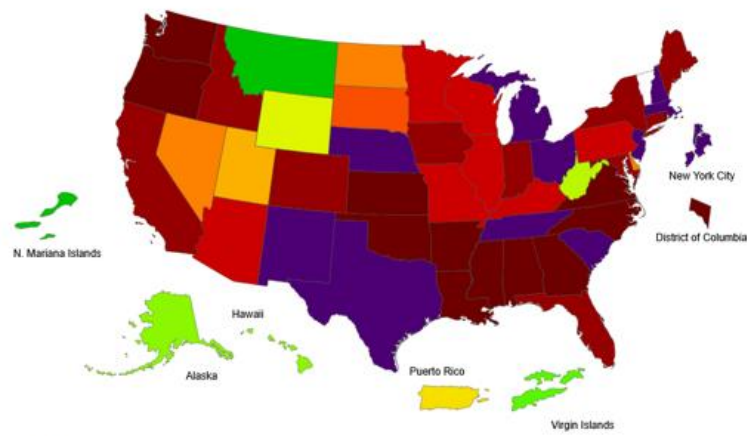 New York City
District of Columbia
N. Mariana Islands
Hawaii
Alaska
Puerto Rico
Virgin Islands